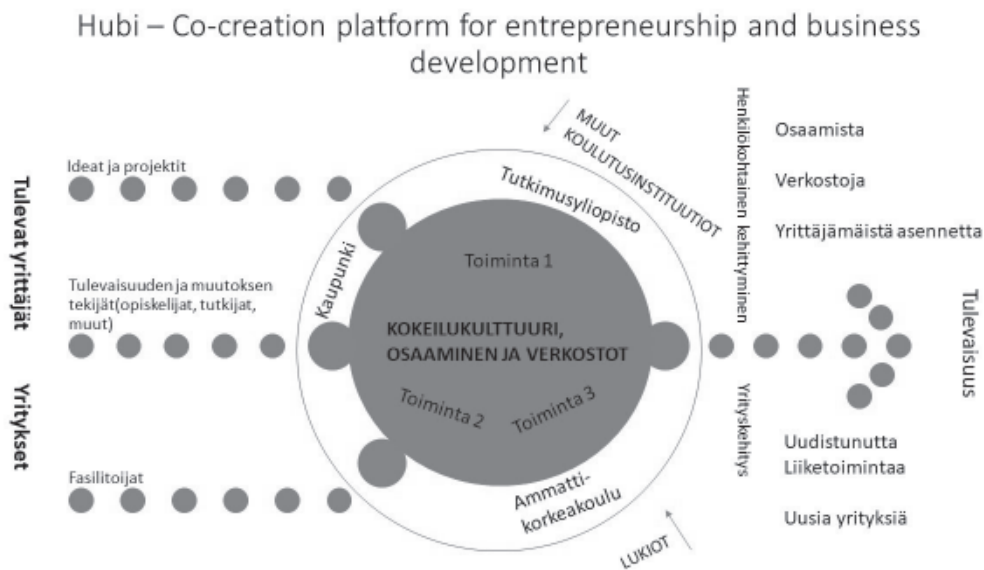 Hubi – Co-creation platform for entrepreneurship and business
development
Tulevat yrittäjät
Yritykset
Ideat ja projektit
Tulevaisuuden ja muutoksen
tekijät(opiskelijat, tutkijat,
muut)
Fasilitoijat
Kaupunki
Tutkimusyliopisto
Ammatti-
korkeakoulu
Toiminta 1
KOKEILUKULTTUURI,
OSAAMINEN JA VERKOSTOT
Toiminta 2
Toiminta 3
MUUT
KOULUTUSINSTITUUTIOT
LUKIOT
Henkilökohtainen kehittyminen
Yrityskehitys
Osaamista
Verkostoja
Yrittäjämäistä asennetta
Tulevaisuus
Uudistunutta
Liiketoimintaa
Uusia yrityksiä